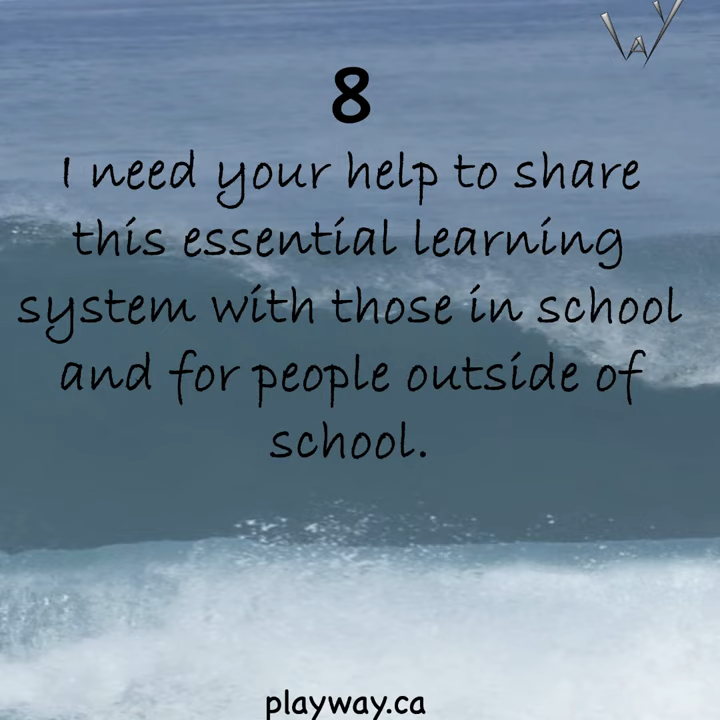 WAY
8
I need your help to share
this essential learning
system with those in school
and for people outside of
school.
playway.ca